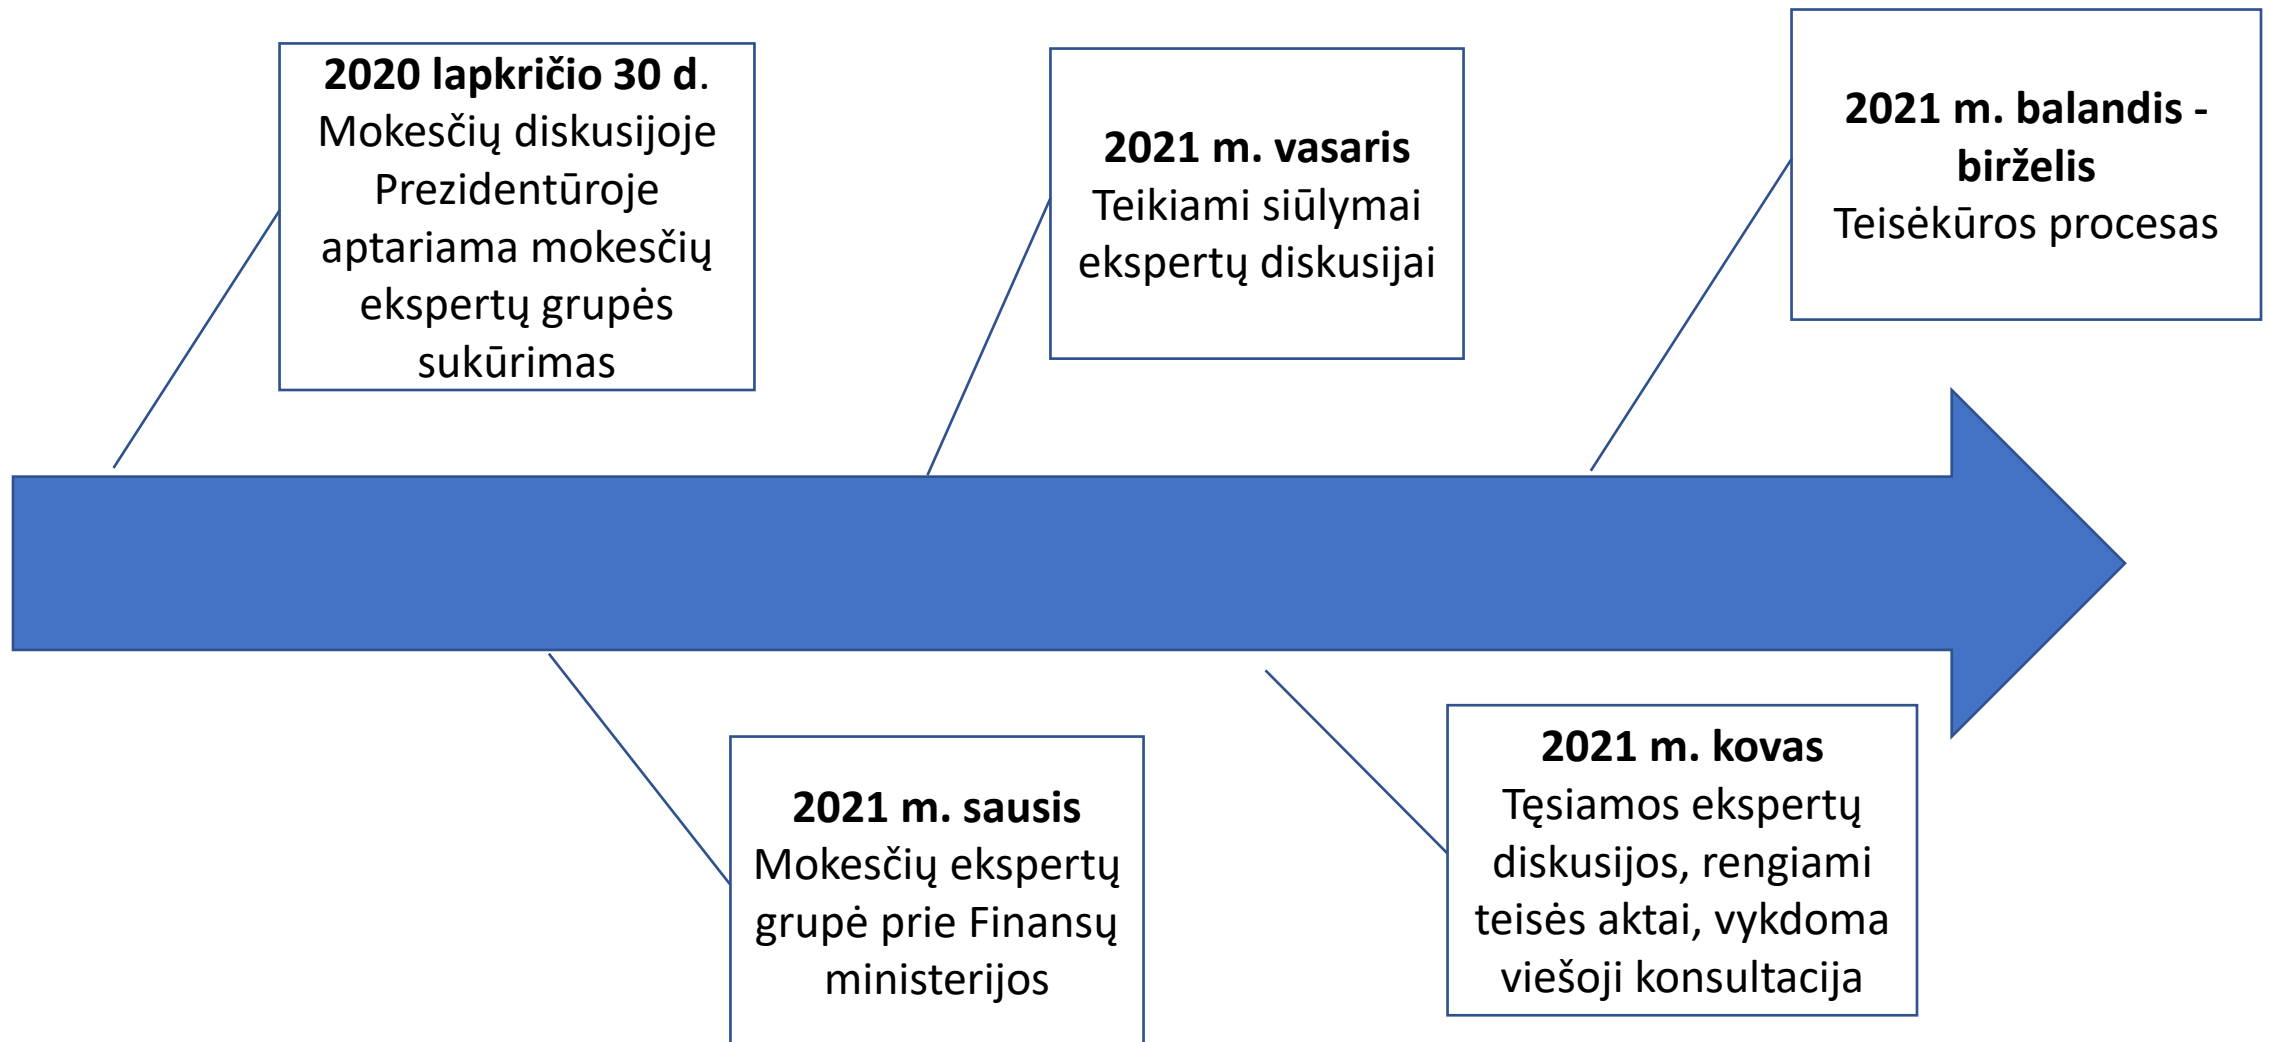 2020 lapkričio 30 d.
Mokesčių diskusijoje
Prezidentūroje
aptariama mokesčių
ekspertų grupės
sukūrimas
2021 m. sausis
Mokesčių ekspertų
grupė prie Finansų
ministerijos
2021 m. vasaris
Teikiami siūlymai
ekspertų diskusijai
2021 m. kovas
Tęsiamos ekspertų
diskusijos, rengiami
teisės aktai, vykdoma
viešoji konsultacija
2021 m. balandis -
birželis
Teisėkūros procesas